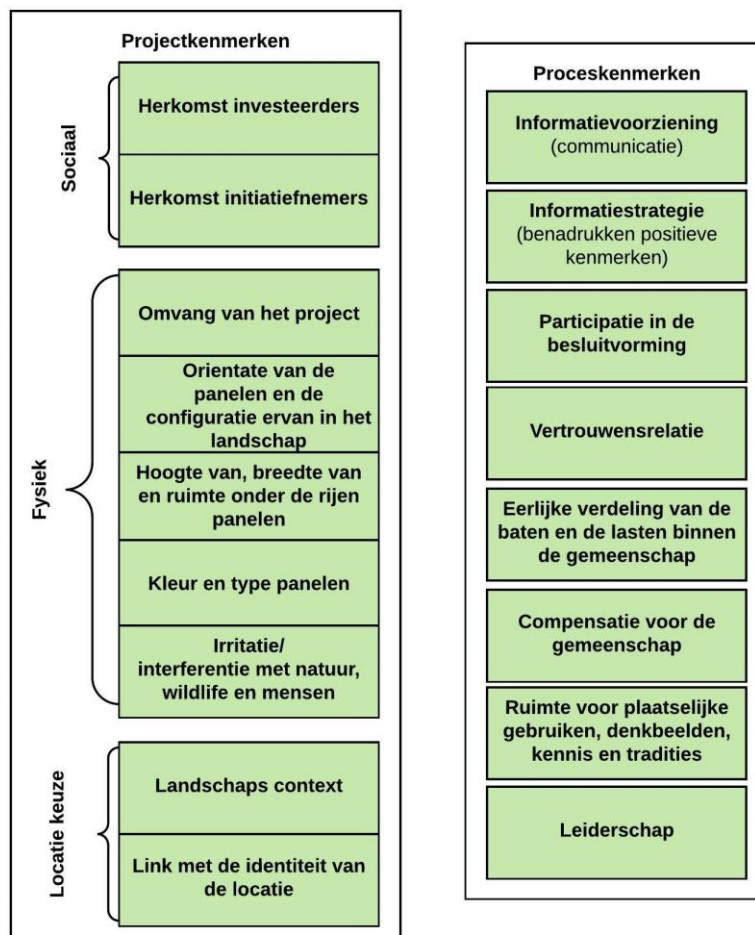 Projectkenmerken
Sociaal
Herkomst investeerders
Herkomst initiatiefnemers
Fysiek
Omvang van het project
Orientate van de
panelen en de
configuratie ervan in het
landschap
Hoogte van, breedte van
en ruimte onder de rijen
panelen
Kleur en type panelen
Irritatie/
interferentie met natuur,
wildlife en mensen
Locatie keuze
Landschaps context
Link met de identiteit van
de locatie
Proceskenmerken
Informatievoorziening
(communicatie)
Informatiestrategie
(benadrukken positieve
kenmerken)
Participatie in de
besluitvorming
Vertrouwensrelatie
Eerlijke verdeling van de
baten en de lasten binnen
de gemeenschap
Compensatie voor de
gemeenschap
Ruimte voor plaatselijke
gebruiken, denkbeelden,
kennis en tradities
Leiderschap